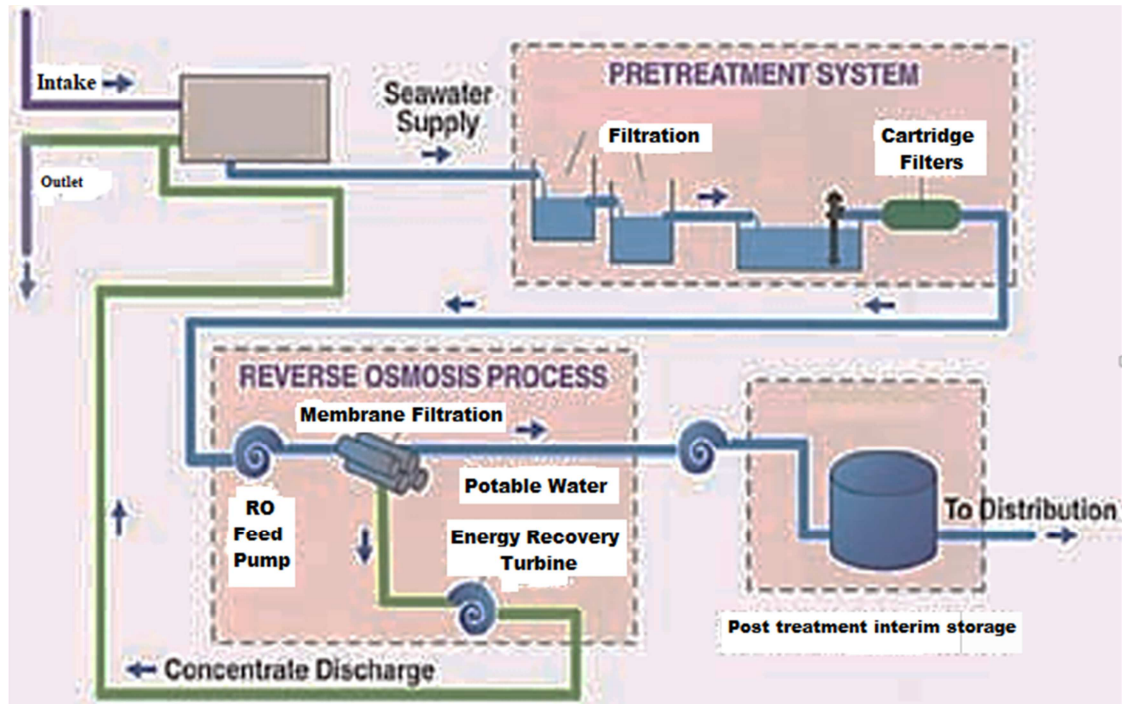 Intake
Outlet
Seawater
Supply
PRETREATMENT SYSTEM
Filtration
Cartridge
Filters
REVERSE OSMOSIS PROCESS
Membrane Filtration
Potable Water
RO
Feed
Pump
Energy Recovery
Turbine
To Distribution
Post treatment interim storage
Concentrate Discharge